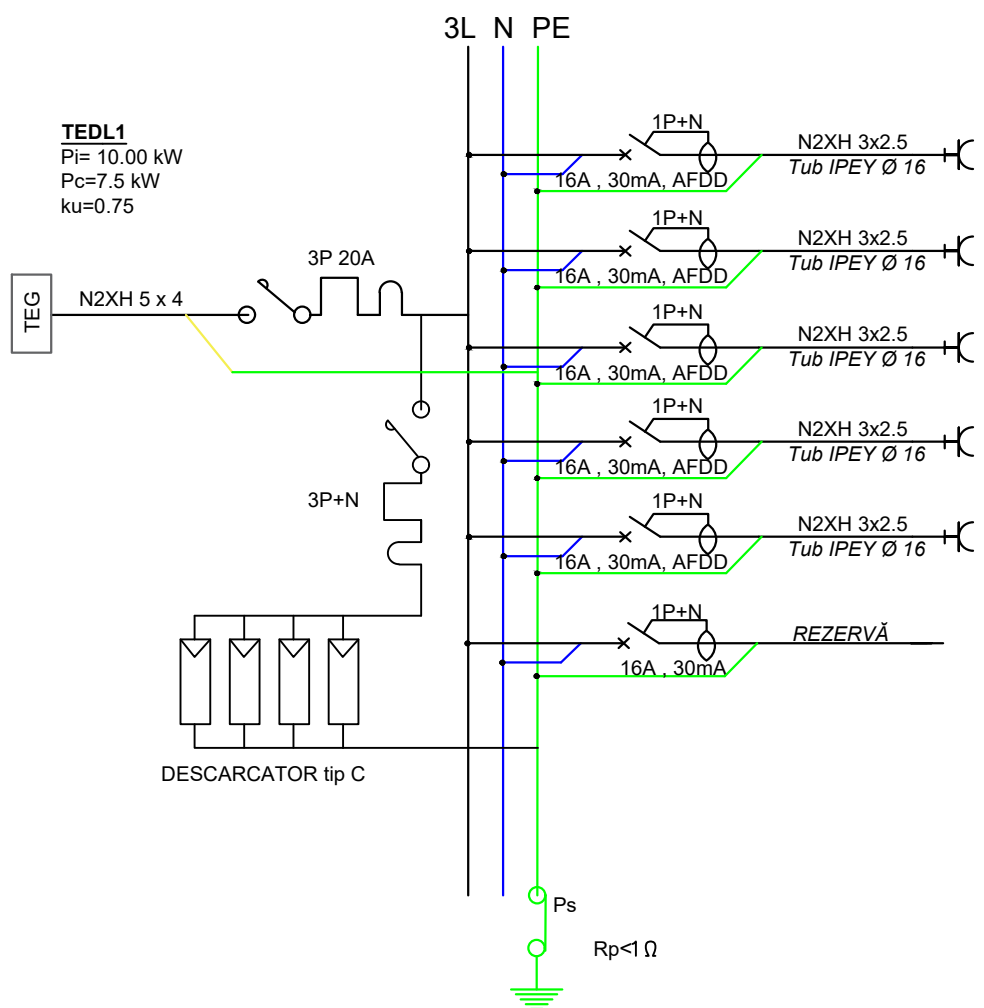 3L N PE
TEDL1
Pi= 10.00 kW
Pc=7.5 kW
ku=0.75
TEG
N2XH 5 x 4
3P 20A
3P+N
DESCARCATOR tip C
1P+N
16A , 30mA, AFDD
N2XH 3x2.5
Tub IPEY Ø 16
1P+N
16A , 30mA, AFDD
N2XH 3x2.5
Tub IPEY Ø 16
1P+N
16A , 30mA, AFDD
N2XH 3x2.5
Tub IPEY Ø 16
1P+N
16A , 30mA, AFDD
N2XH 3x2.5
Tub IPEY Ø 16
1P+N
16A , 30mA, AFDD
N2XH 3x2.5
Tub IPEY Ø 16
1P+N
16A , 30mA
REZERVĂ
Ps
Rp<1 Ω